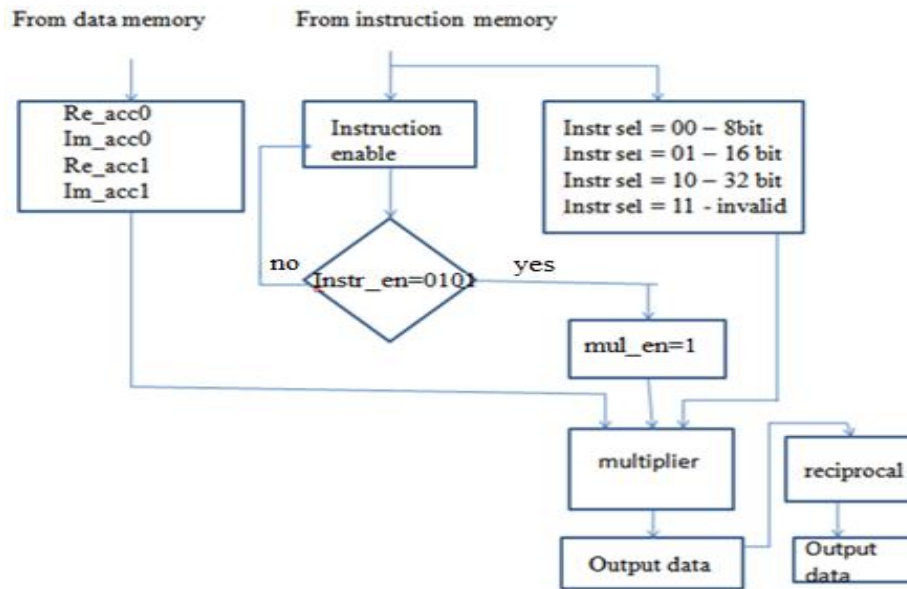 From data memory
From instruction memory
Re_acc0
Im_acc0
Re_acc1
Im_acc1
Instruction
enable
Instr sel = 00 – 8bit
Instr sel = 01 – 16 bit
Instr sel = 10 – 32 bit
Instr sel = 11 - invalid
no
Instr_en=0101
yes
mul_en=1
multiplier
reciprocal
Output data
Output
data